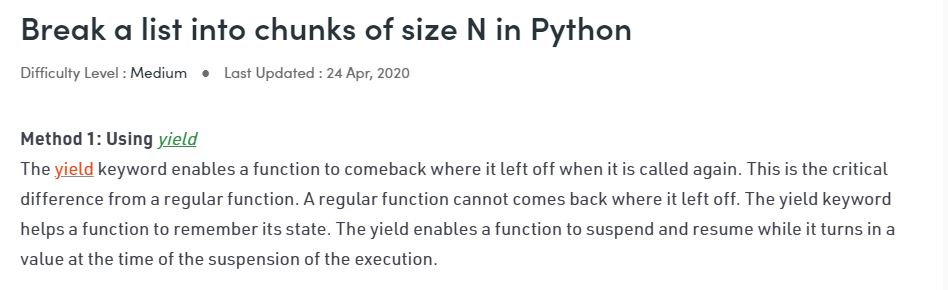 Break a list into chunks of size N in Python
Difficulty Level : Medium ● Last Updated : 24 Apr, 2020
Method 1: Using yield
The yield keyword enables a function to comeback where it left off when it is called again. This is the critical
difference from a regular function. A regular function cannot comes back where it left off. The yield keyword
helps a function to remember its state. The yield enables a function to suspend and resume while it turns in a
value at the time of the suspension of the execution.